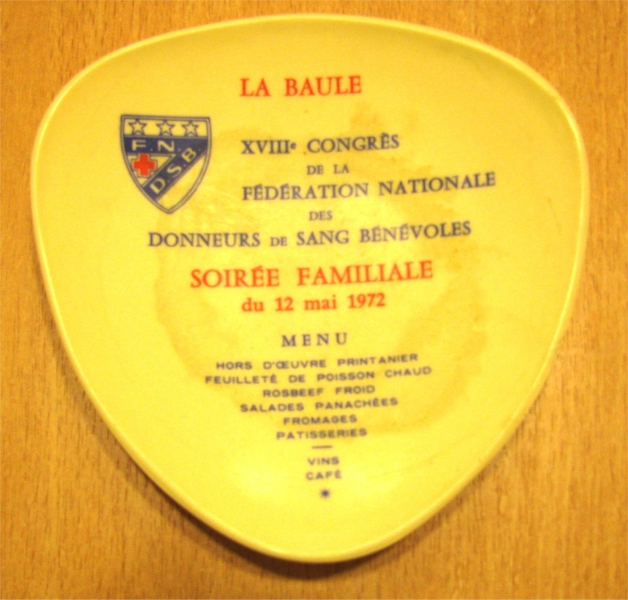 LA BAULE
F.N.
D.S.B
XVIIIe CONGRÊS
DE LA
FÉDÉRATION NATIONALE
DES
DONNEURS DE SANG BÉNÉVOLES
SOIRÉE FAMILIALE
du 12 mai 1972
MENU
HORS D'ŒUVRE PRINTANIER
FEUILLETÉ DE POISSON CHAUD
ROSBEEF FROID
SALADES PANACHÉES
FROMAGES
PATISSERIES
VINS
CAFÉ